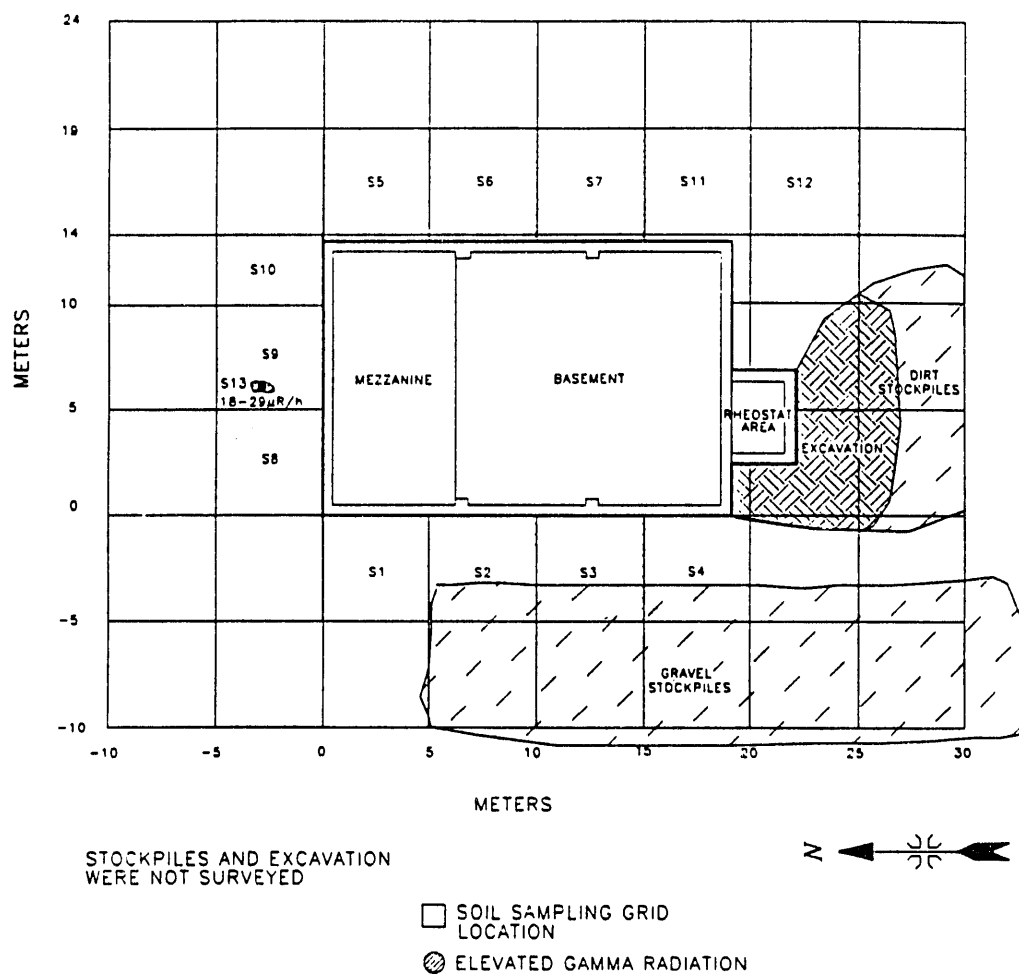 24
19
14
10
5
0
-5
-10
METERS
S5 S6 S7 S11 S12
S10
S9
S13
18-29µR/h
S8
MEZZANINE
BASEMENT
RHEOSTAT
AREA
EXCAVATION
DIRT
STOCKPILES
S1 S2 S3 S4
GRAVEL
STOCKPILES
-10 -5 0 5 10 15 20 25 30
METERS
STOCKPILES AND EXCAVATION
WERE NOT SURVEYED
N
SOIL SAMPLING GRID
LOCATION
ELEVATED GAMMA RADIATION